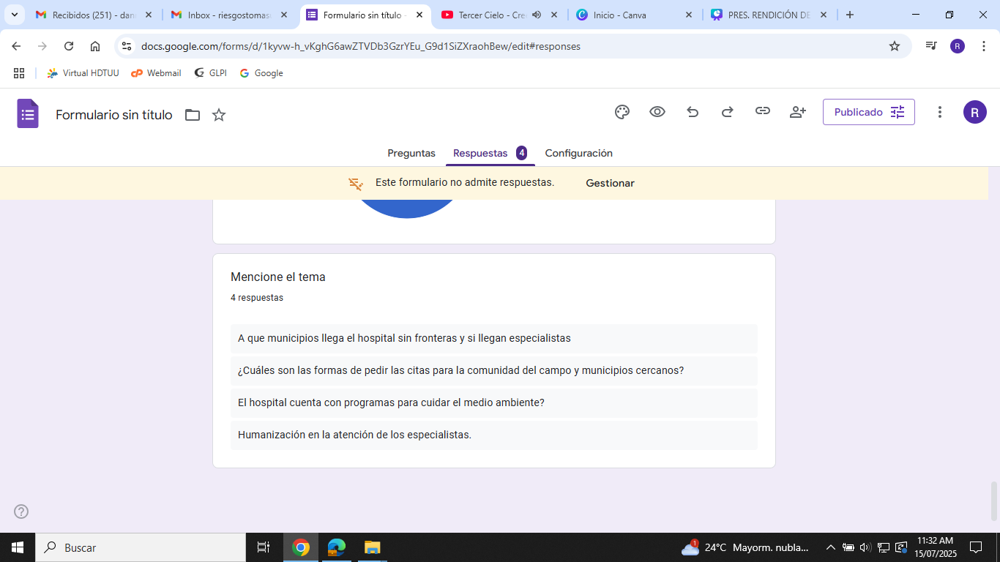 Recibidos (251) - dani
Inbox - riesgostomas
Formulario sin título -
Tercer Cielo - Cree
Inicio - Canva
PRES. RENDICIÓN DE
docs.google.com/forms/d/1kyvw-h_vKghG6awZTVDb3GzrYEu_G9d1SiZXraohBew/edit#responses
R
Virtual HDTUU
Webmail
GLPI
Google
Formulario sin título
Publicado
R
Preguntas
Respuestas 4
Configuración
Este formulario no admite respuestas.
Gestionar
Mencione el tema
4 respuestas
A que municipios llega el hospital sin fronteras y si llegan especialistas
¿Cuáles son las formas de pedir las citas para la comunidad del campo y municipios cercanos?
El hospital cuenta con programas para cuidar el medio ambiente?
Humanización en la atención de los especialistas.
Buscar
1
24°C Mayorm. nubla...
11:32 AM
15/07/2025